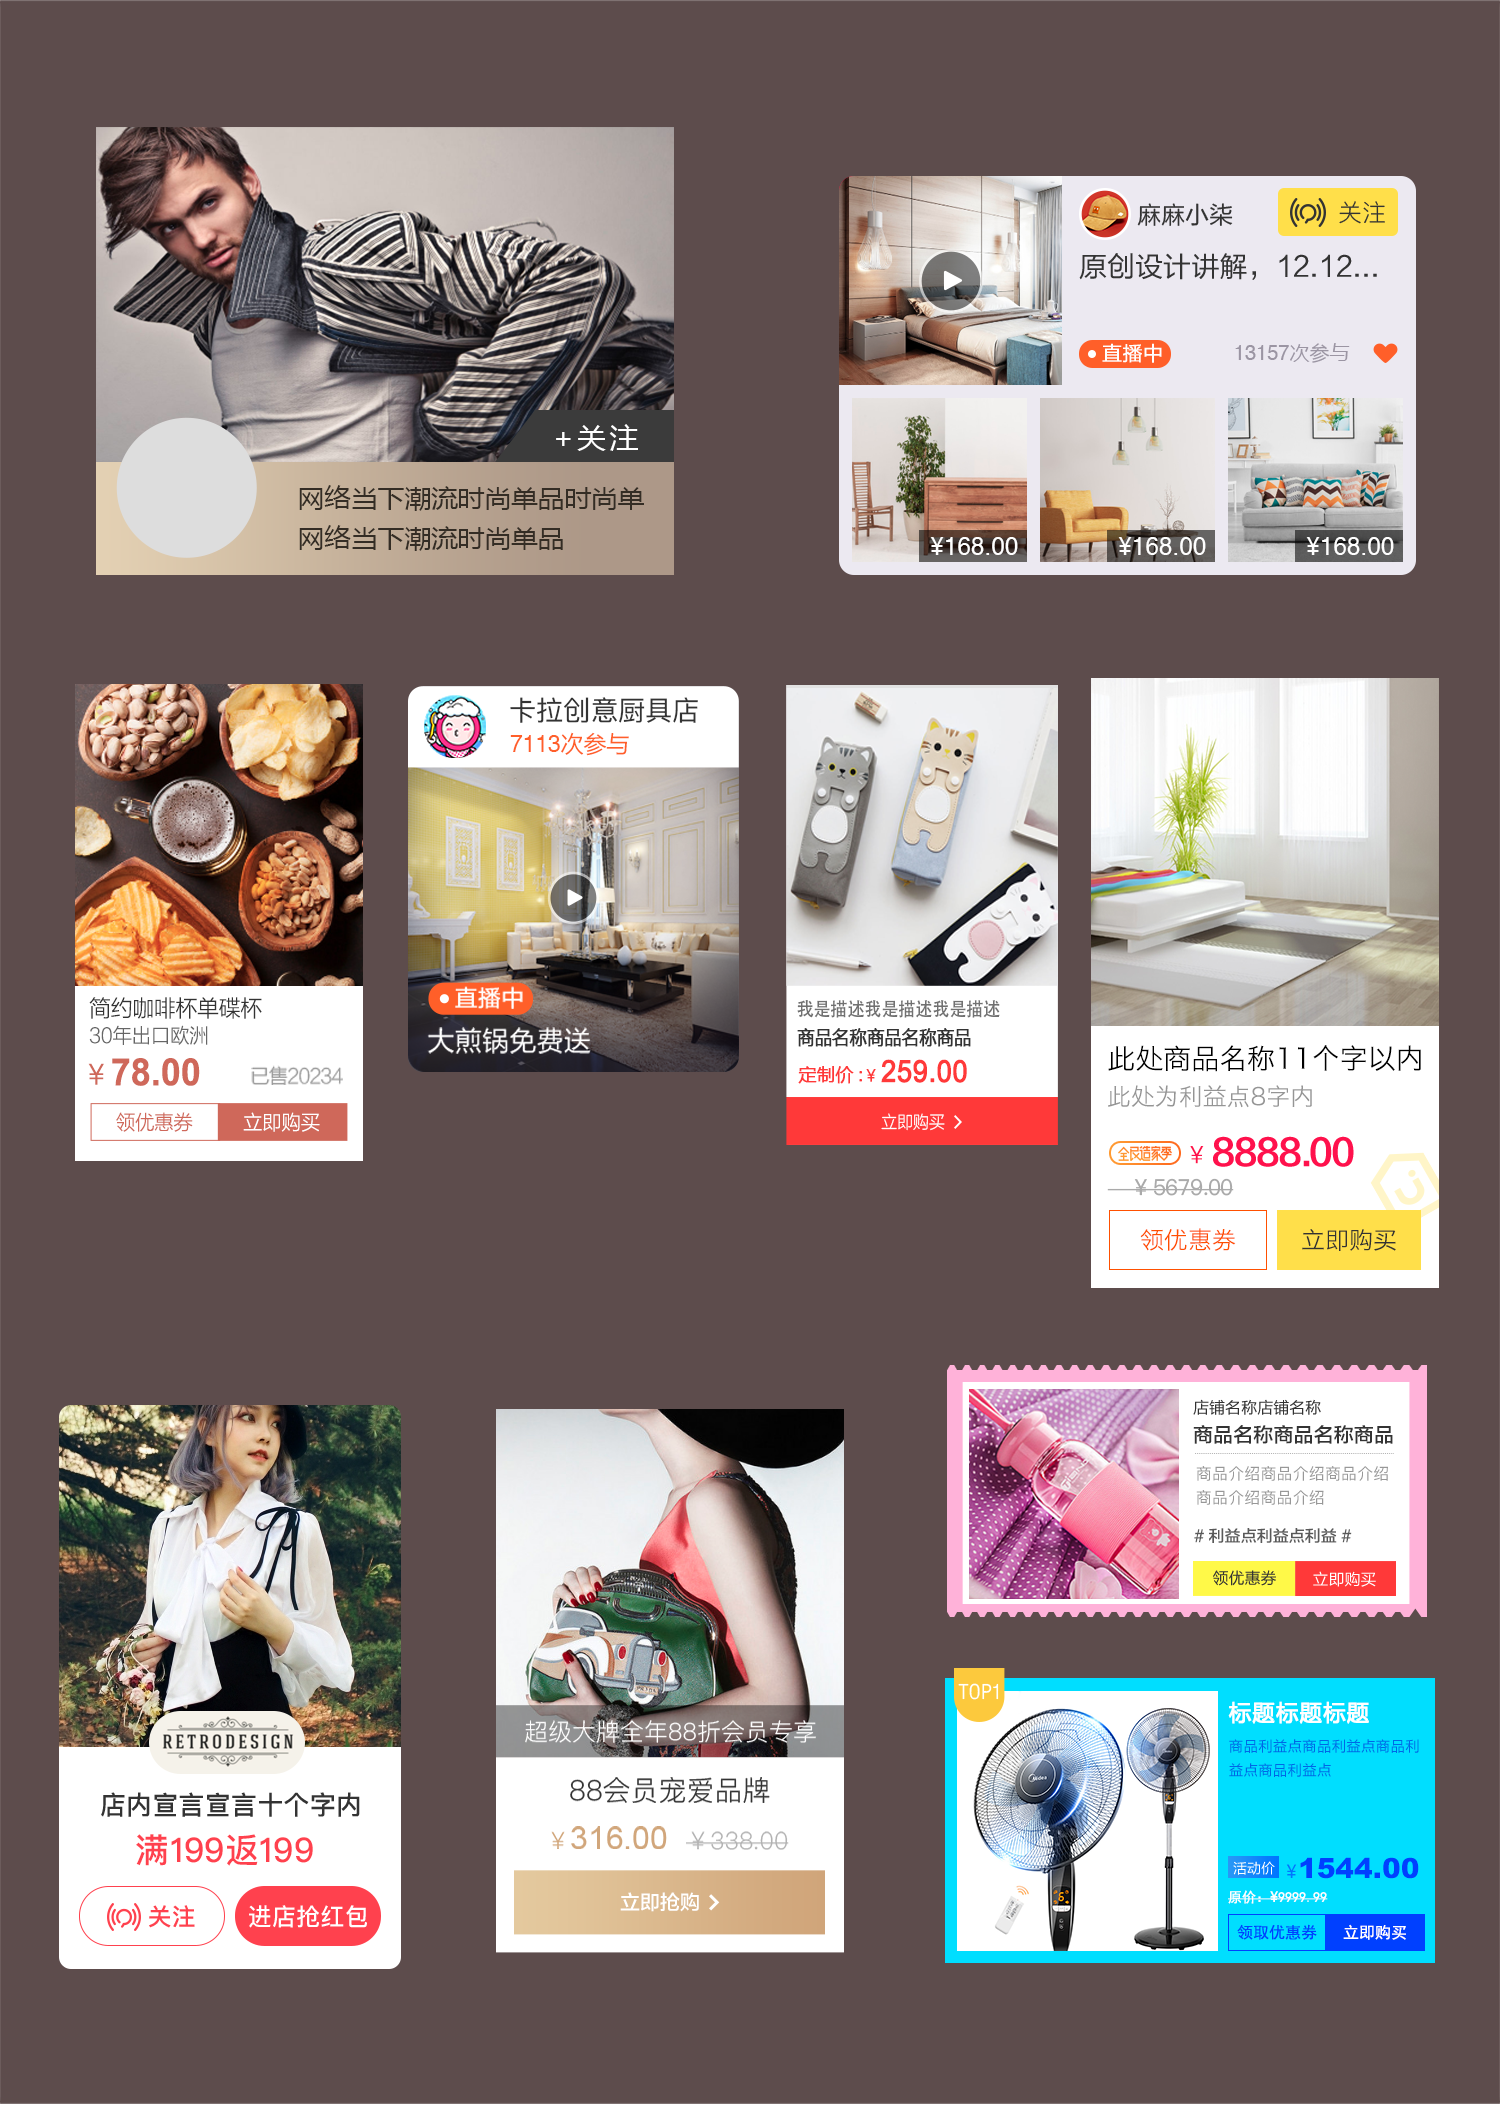 +关注
网络当下潮流时尚单品时尚单
网络当下潮流时尚单品
麻麻小柒
关注
原创设计讲解，12.12...
直播中
13157次参与
¥168.00
¥168.00
¥168.00
简约咖啡杯单碟杯
30年出口欧洲
¥ 78.00
已售20234
领优惠券
立即购买
卡拉创意厨具店
7113次参与
直播中
大煎锅免费送
我是描述我是描述我是描述
商品名称商品名称商品
定制价：¥ 259.00
立即购买
此处商品名称11个字以内
此处为利益点8字内
全民造家季 ¥ 8888.00
¥ 5679.00
领优惠券
立即购买
RETRODESIGN
店内宣言宣言十个字内
满199返199
关注
进店抢红包
超级大牌全年88折会员专享
88会员宠爱品牌
¥ 316.00 ¥ 338.00
立即抢购
店铺名称店铺名称
商品名称商品名称商品
商品介绍商品介绍商品介绍
商品介绍商品介绍
# 利益点利益点利益 #
领优惠券
立即购买
TOP1
Midea
标题标题标题
商品利益点商品利益点商品利
益点商品利益点
活动价 ¥1544.00
原价：¥9999.99
领取优惠券
立即购买